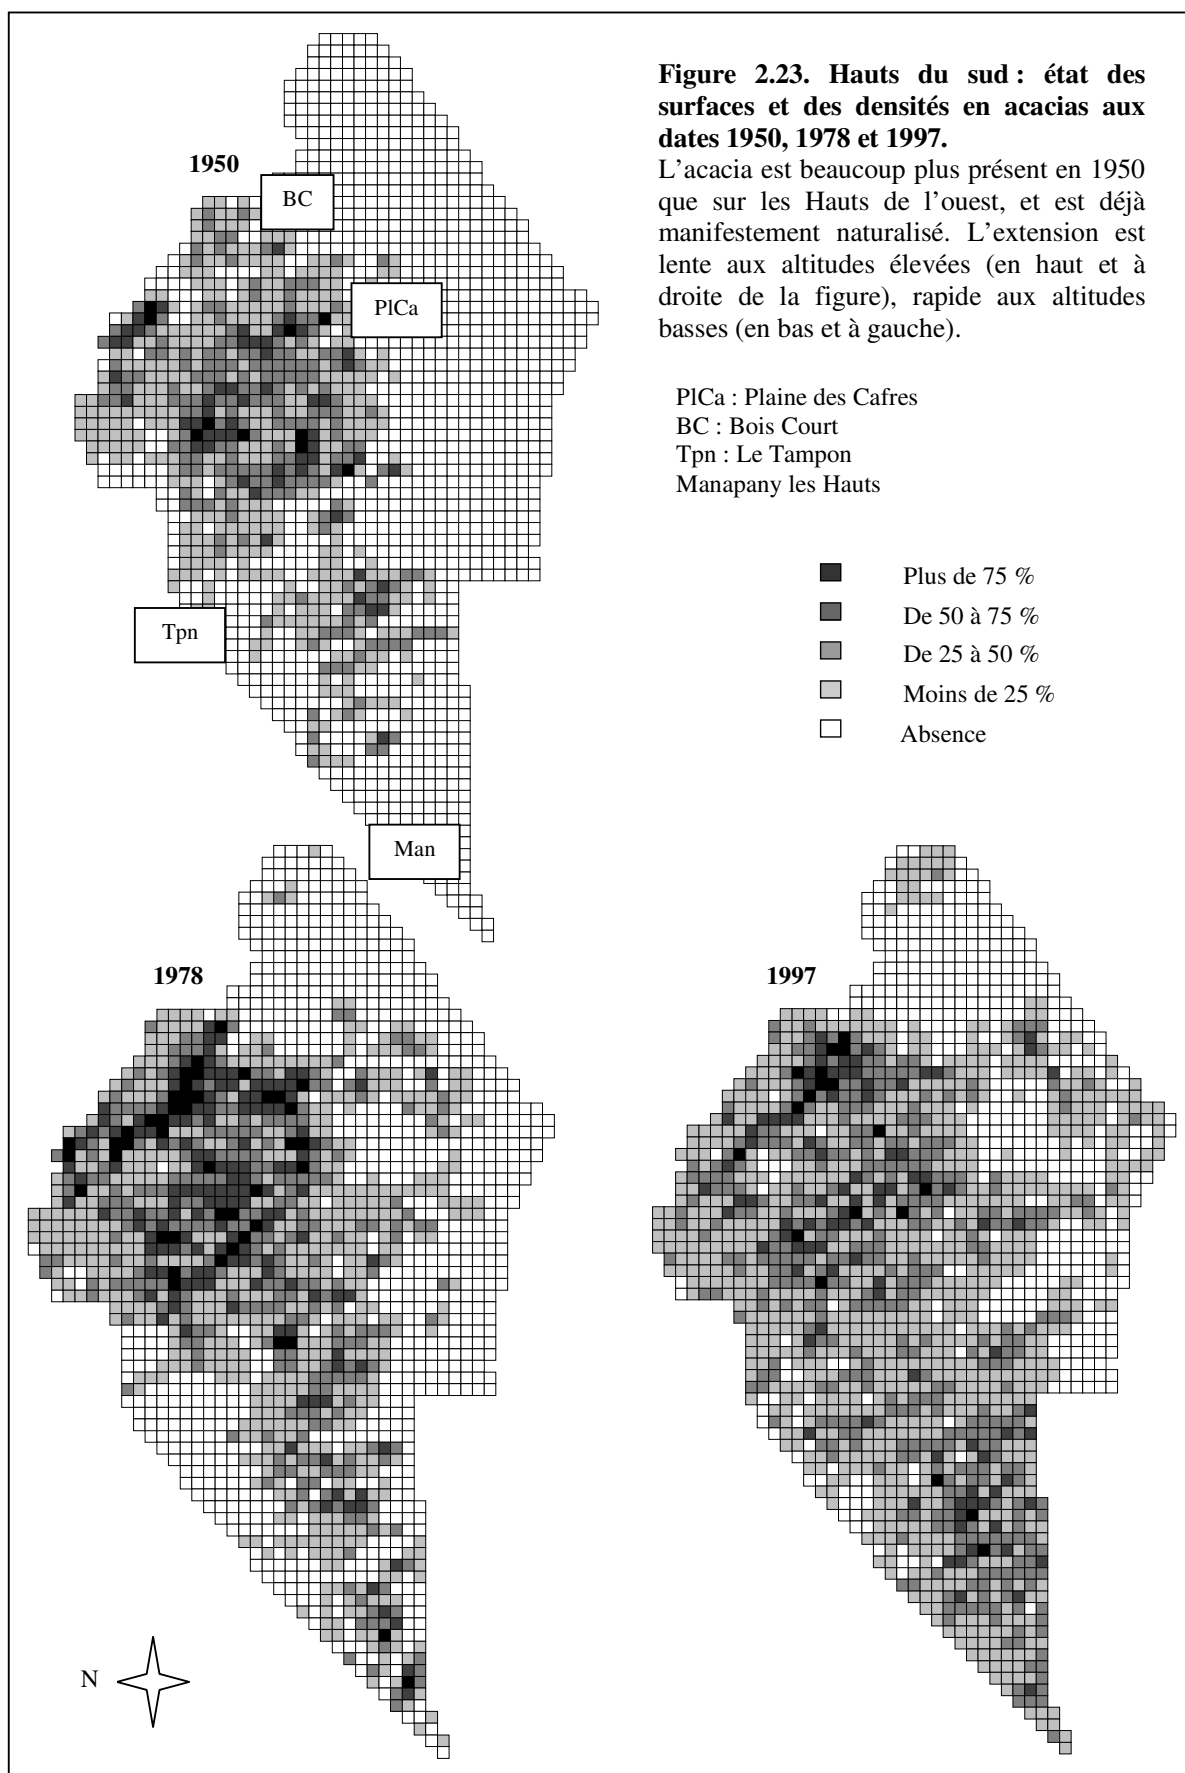 Figure 2.23. Hauts du sud : état des
surfaces et des densités en acacias aux
dates 1950, 1978 et 1997.
L'acacia est beaucoup plus présent en 1950
que sur les Hauts de l'ouest, et est déjà
manifestement naturalisé. L'extension est
lente aux altitudes élevées (en haut et à
droite de la figure), rapide aux altitudes
basses (en bas et à gauche).
PlCa : Plaine des Cafres
BC : Bois Court
Tpn : Le Tampon
Manapany les Hauts
Plus de 75 %
De 50 à 75 %
De 25 à 50 %
Moins de 25 %
Absence
1950
BC
PlCa
Tpn
Man
1978
1997
N